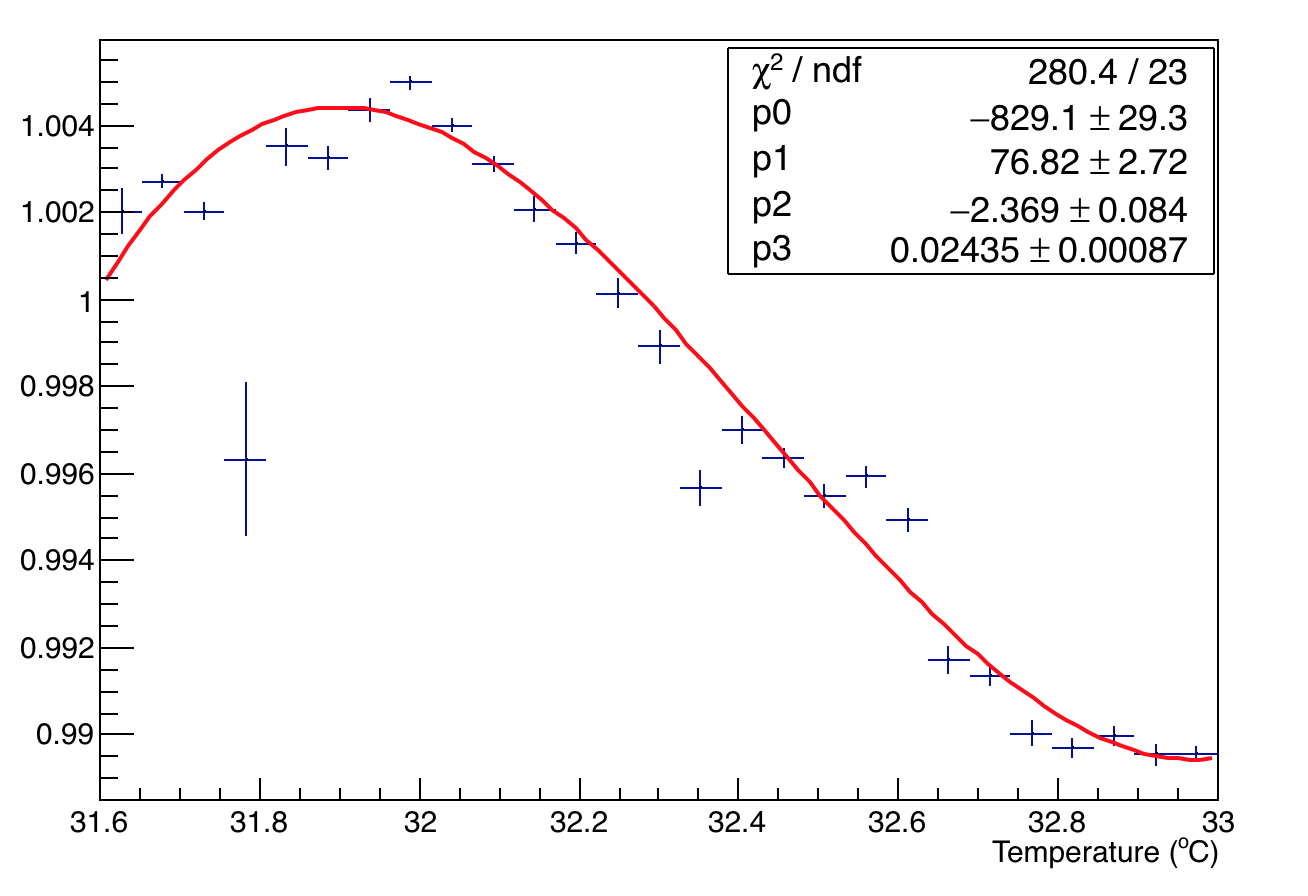 χ² / ndf 280.4 / 23
p0 −829.1 ± 29.3
p1 76.82 ± 2.72
p2 −2.369 ± 0.084
p3 0.02435 ± 0.00087
1.004
1.002
1
0.998
0.996
0.994
0.992
0.99
31.6 31.8 32 32.2 32.4 32.6 32.8 33
Temperature (°C)